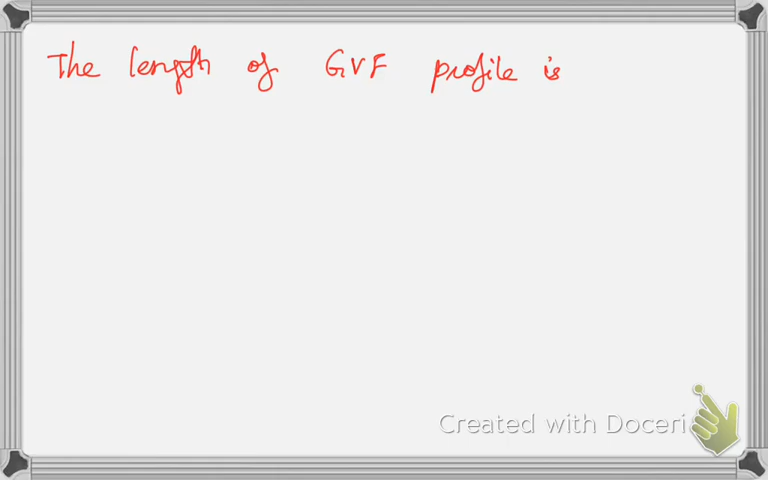 The length of GVF profile is
Created with Doceri